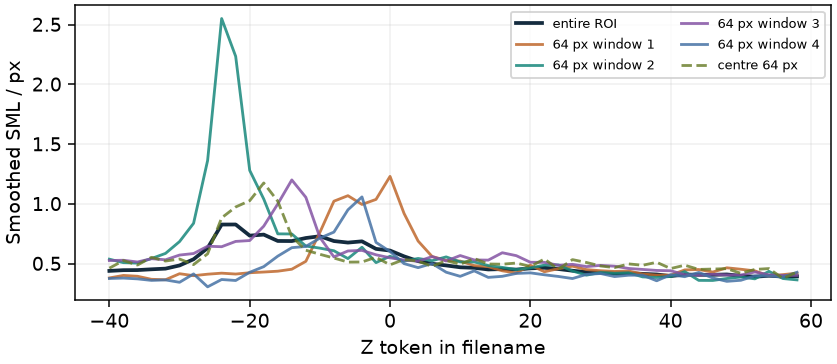 entire ROI
64 px window 1
64 px window 2
64 px window 3
64 px window 4
centre 64 px
Smoothed SML / px
2.5
2.0
1.5
1.0
0.5
−40
−20
0
20
40
60
Z token in filename